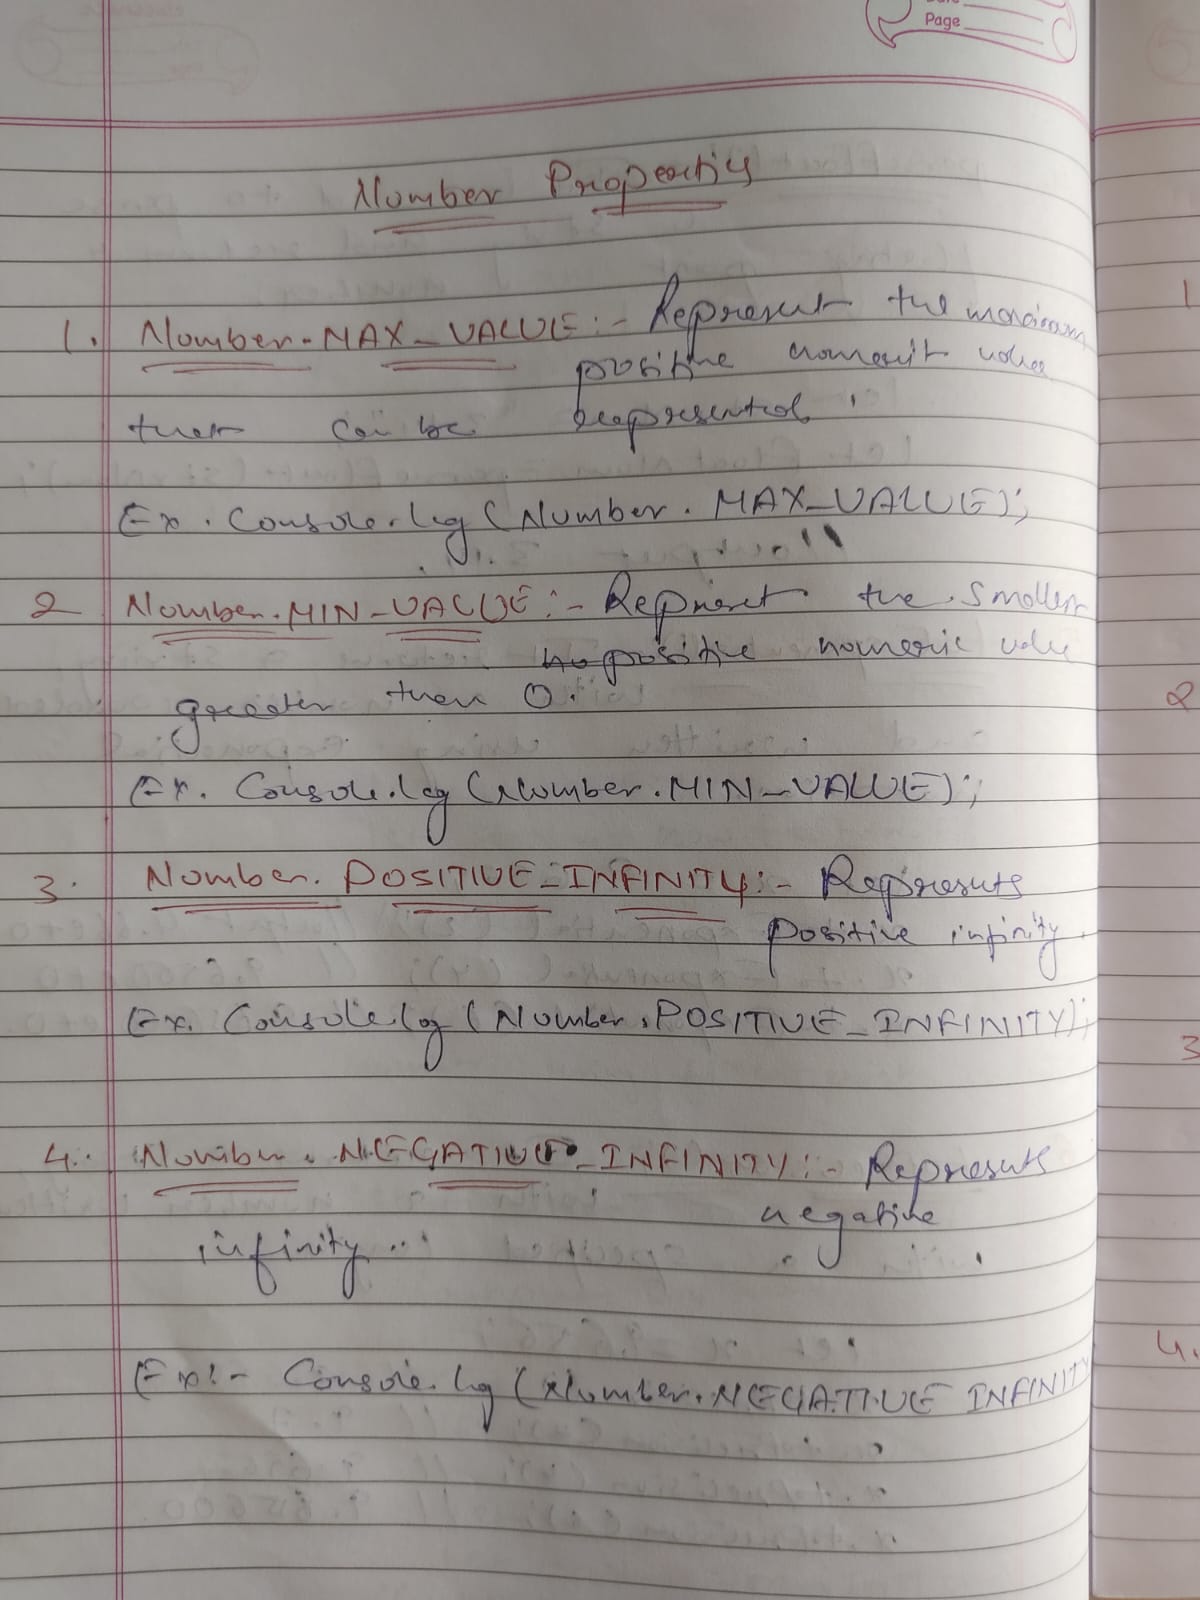 Page
Number Properties
1. Number.MAX_VALUE:- Represent the maximum
positive numerit value
that can be represented.
Ex. Console.log (Number.MAX_VALUE);
2 Number.MIN_VALUE:- Represet the Smallest
positive numeric value
greater than 0.
Ex. Console.log (Number.MIN_VALUE);
3. Number.POSITIVE_INFINITY:- Represents
positive infinity.
Ex. Console.log (Number.POSITIVE_INFINITY);
4. Number.NEGATIVE_INFINITY:- Represents
negative
infinity...
Ex:- Console.log (Number.NEGATIVE INFINITY
1
2
3
4.